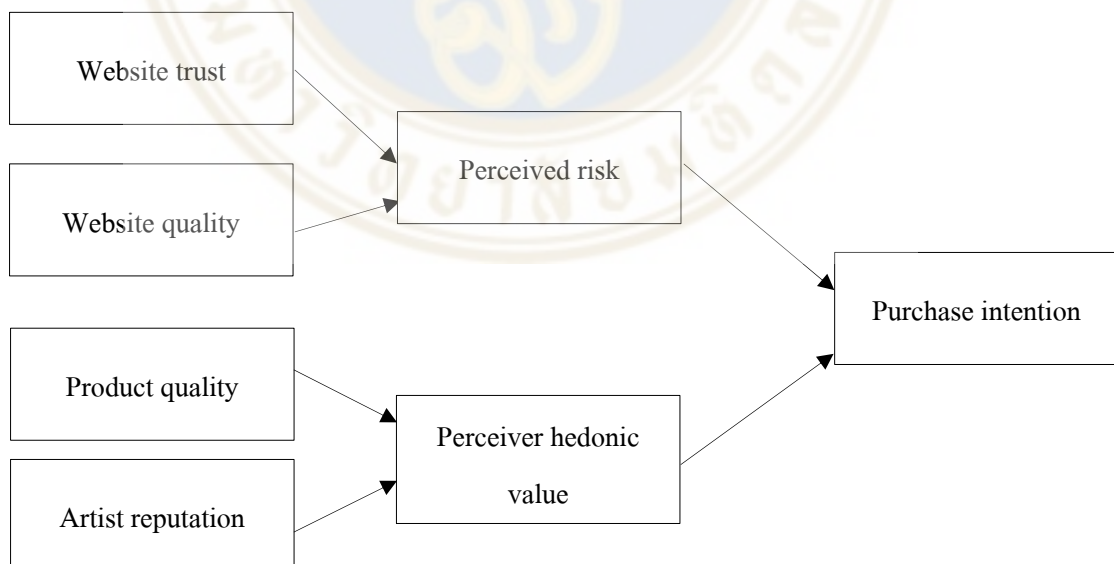 Website trust
Perceived risk
Website quality
Purchase intention
Product quality
Perceiver hedonic
value
Artist reputation